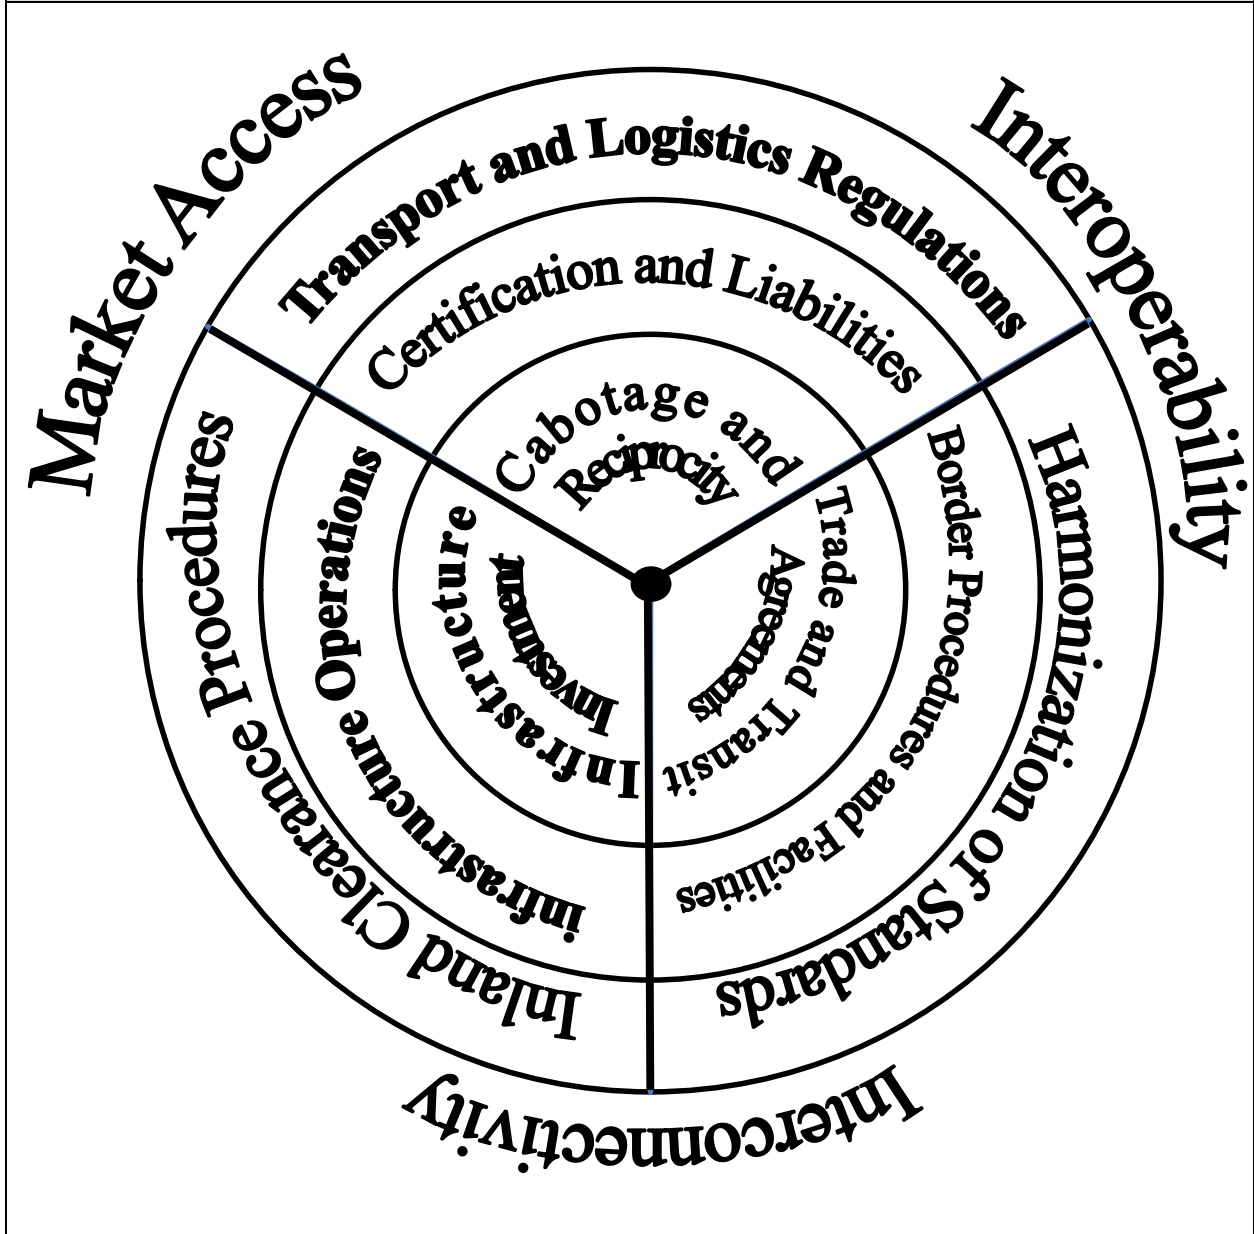 Market Access
Interoperability
Interconnectivity
Transport and Logistics Regulations
Certification and Liabilities
Cabotage and
Reciprocity
Harmonization of Standards
Border Procedures and Facilities
Trade and Transit
Agreements
Inland Clearance Procedures
infrastructure Operations
Infrastructure
Investment